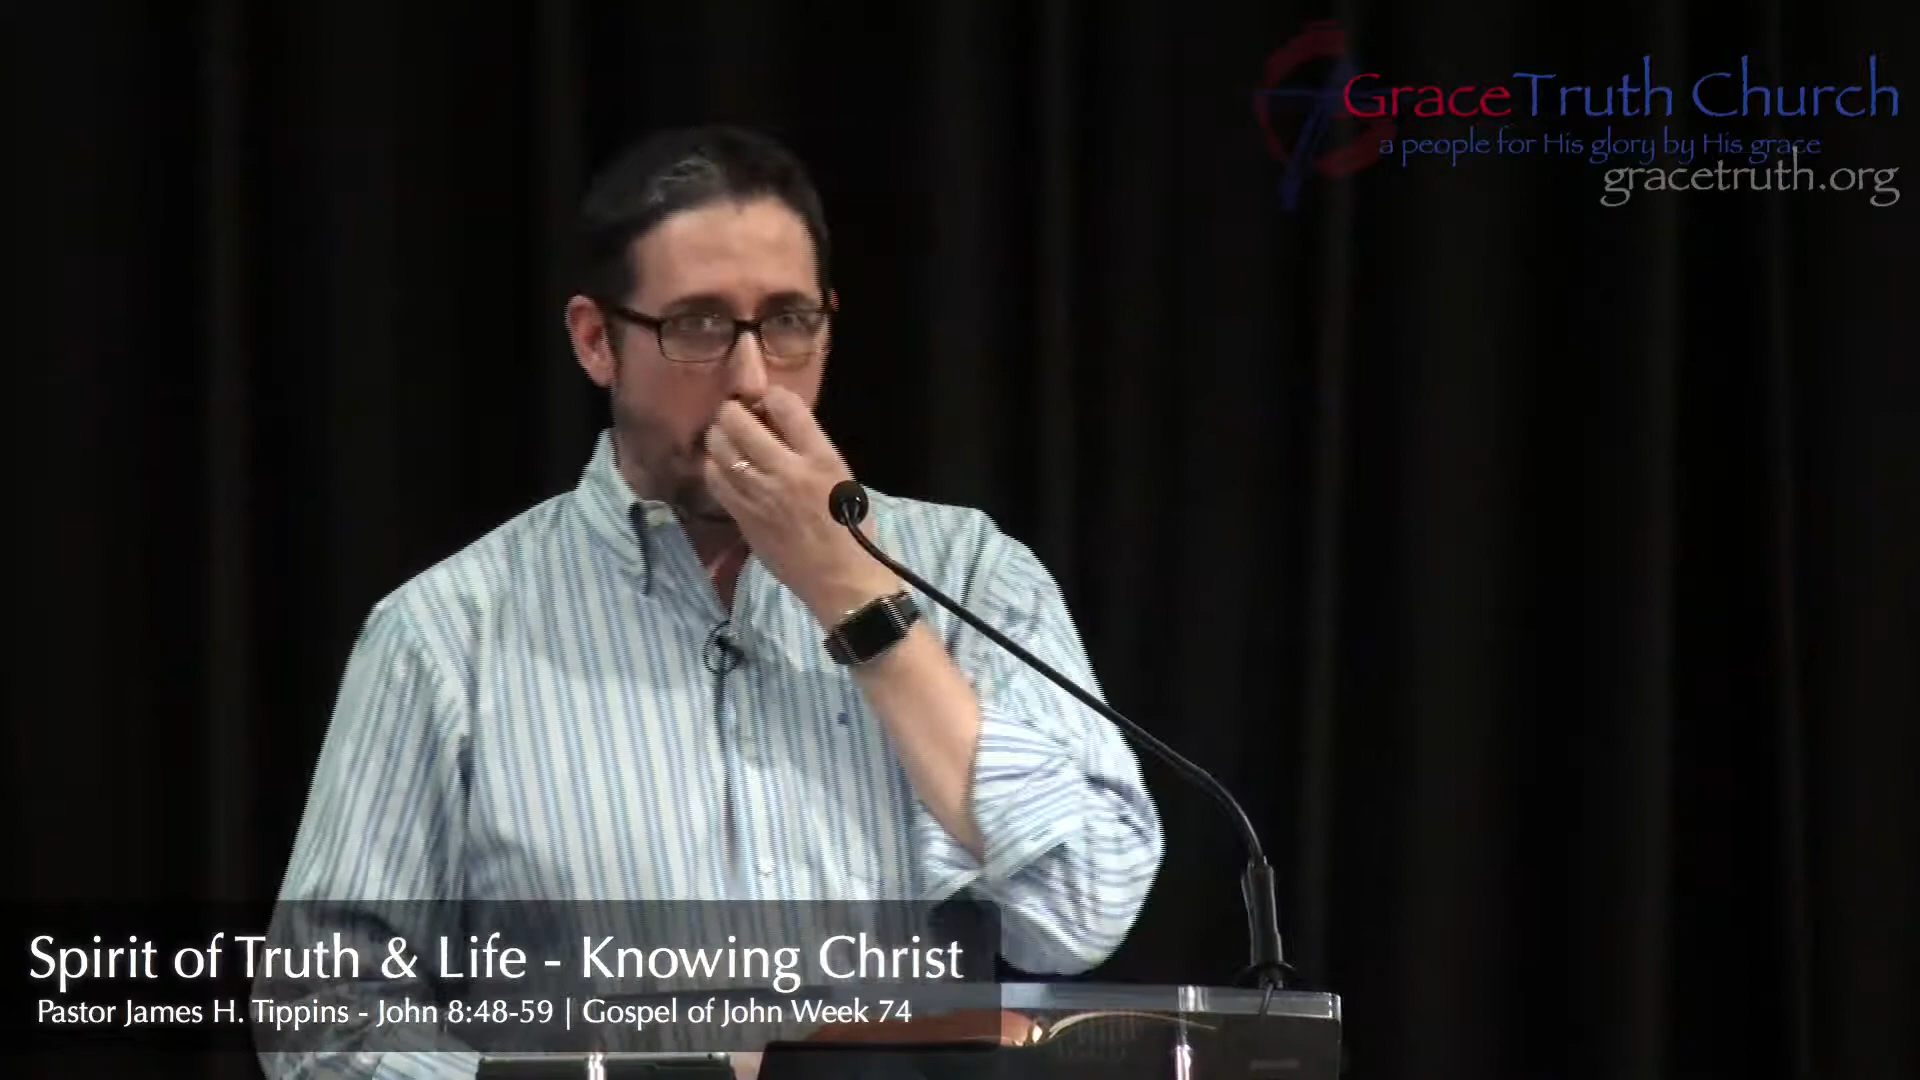 GraceTruth Church
a people for His glory by His grace
gracetruth.org
Spirit of Truth & Life - Knowing Christ
Pastor James H. Tippins - John 8:48-59 | Gospel of John Week 74